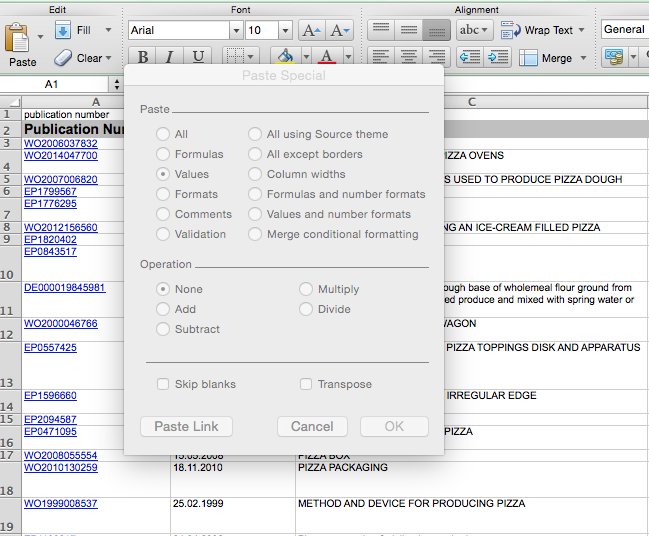 Edit Font Alignment
Fill Arial 10 A A abc Wrap Text General
Paste Clear B I U A Merge
A1
Paste Special
A C
1 publication number
2 Publication Nu
3 WO2006037832
4 WO2014047700 IZZA OVENS
5 WO2007006820 S USED TO PRODUCE PIZZA DOUGH
6 EP1799567
7 EP1776295
8 WO2012156560 NG AN ICE-CREAM FILLED PIZZA
9 EP1820402
10 EP0843517
11 DE000019845981 ugh base of wholemeal flour ground from
ed produce and mixed with spring water or
12 WO2000046766 WAGON
13 EP0557425 PIZZA TOPPINGS DISK AND APPARATUS
14 EP1596660 IRREGULAR EDGE
15 EP2094587
16 EP0471095 PIZZA
17 WO2008055554 15.05.2008 PIZZA BOX
18 WO2010130259 18.11.2010 PIZZA PACKAGING
19 WO1999008537 25.02.1999 METHOD AND DEVICE FOR PRODUCING PIZZA
Paste
All All using Source theme
Formulas All except borders
Values Column widths
Formats Formulas and number formats
Comments Values and number formats
Validation Merge conditional formatting
Operation
None Multiply
Add Divide
Subtract
Skip blanks Transpose
Paste Link Cancel OK